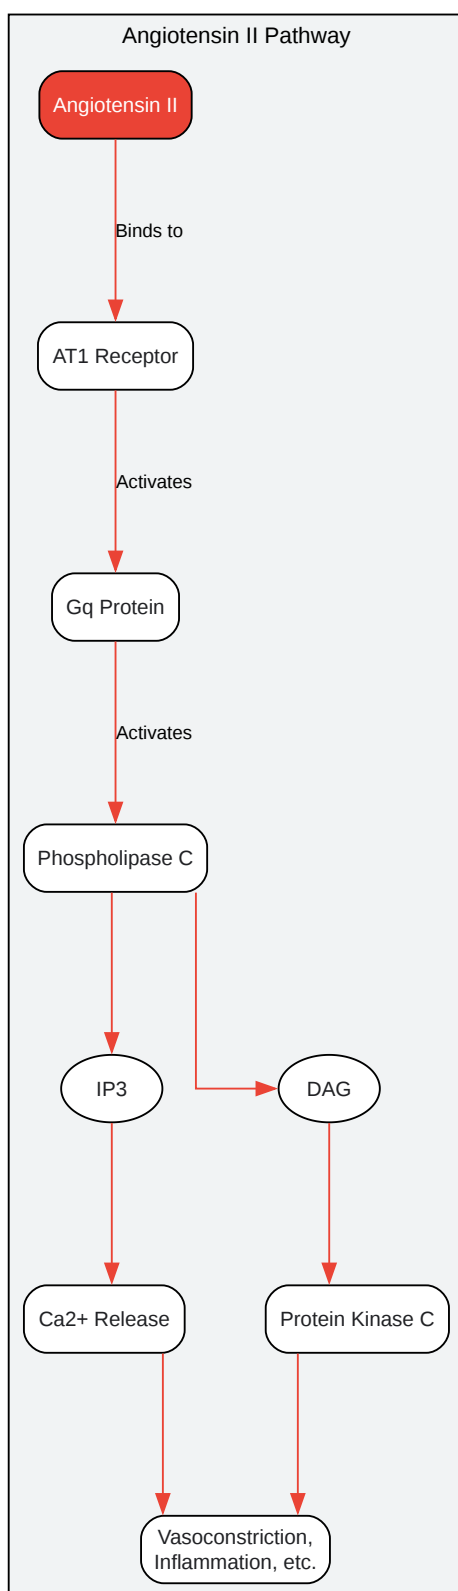 Angiotensin II Pathway
Angiotensin II
Binds to
AT1 Receptor
Activates
Gq Protein
Activates
Phospholipase C
IP3
DAG
Ca2+ Release
Protein Kinase C
Vasoconstriction,
Inflammation, etc.